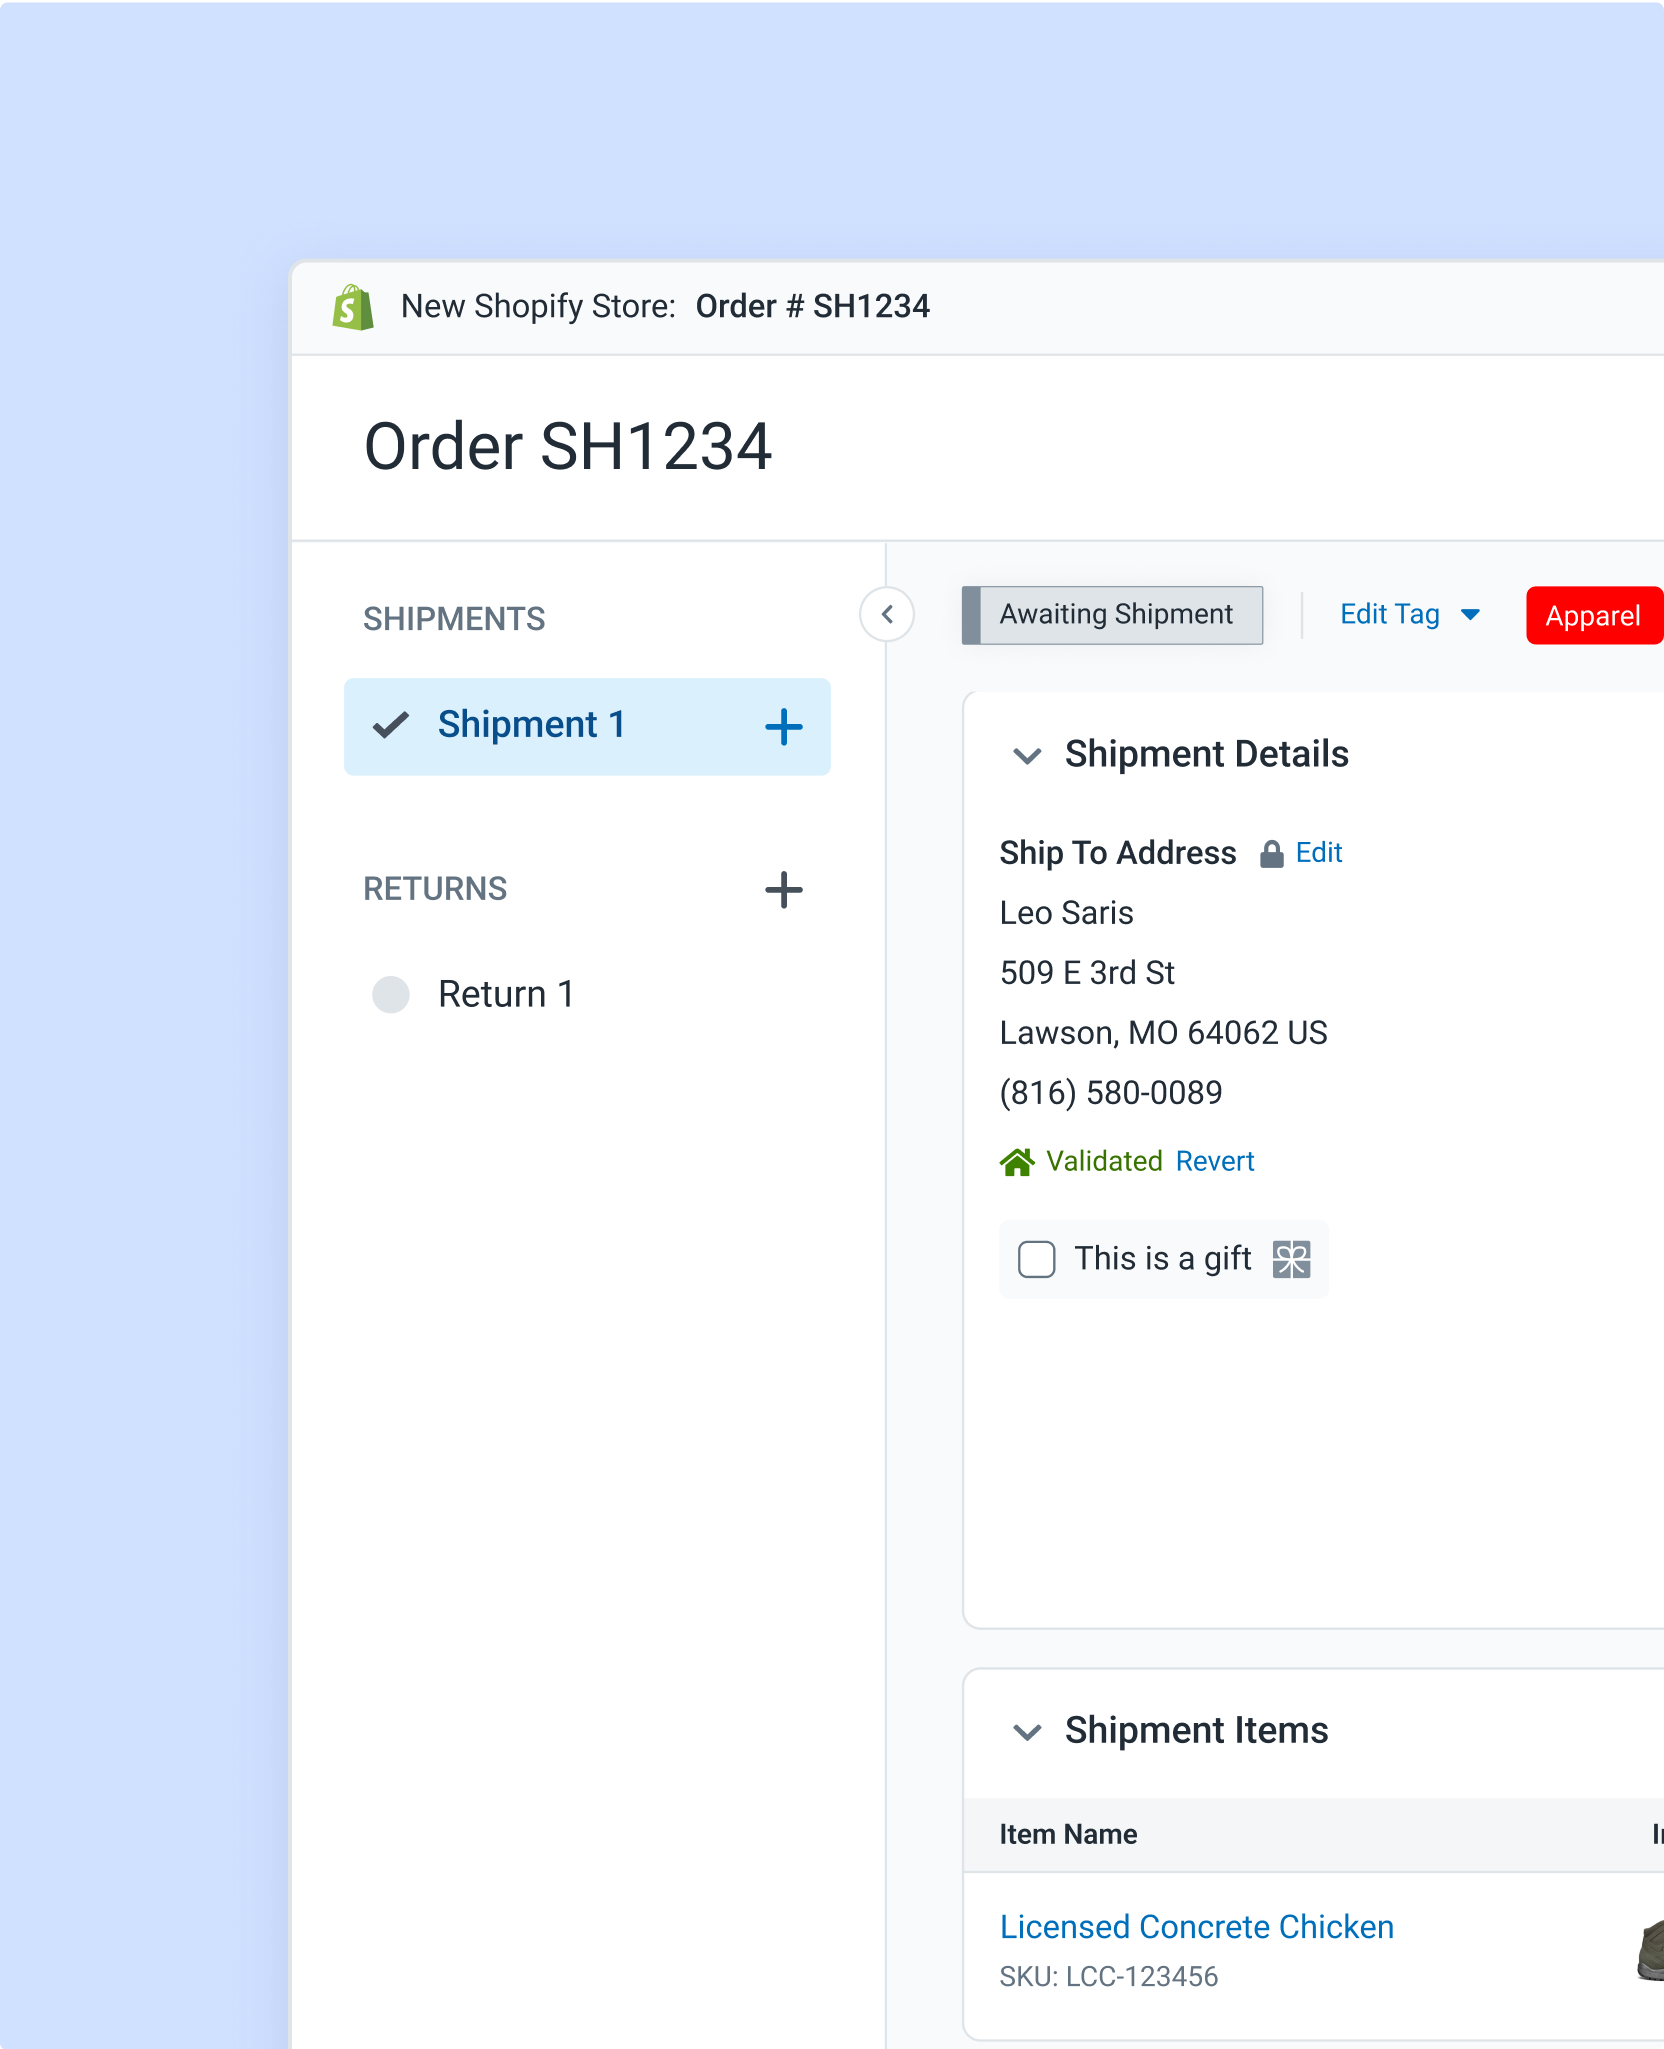 New Shopify Store: Order # SH1234
Order SH1234
SHIPMENTS
Shipment 1
RETURNS
Return 1
Awaiting Shipment
Edit Tag
Apparel
Shipment Details
Ship To Address Edit
Leo Saris
509 E 3rd St
Lawson, MO 64062 US
(816) 580-0089
Validated Revert
This is a gift
Shipment Items
Item Name
Licensed Concrete Chicken
SKU: LCC-123456